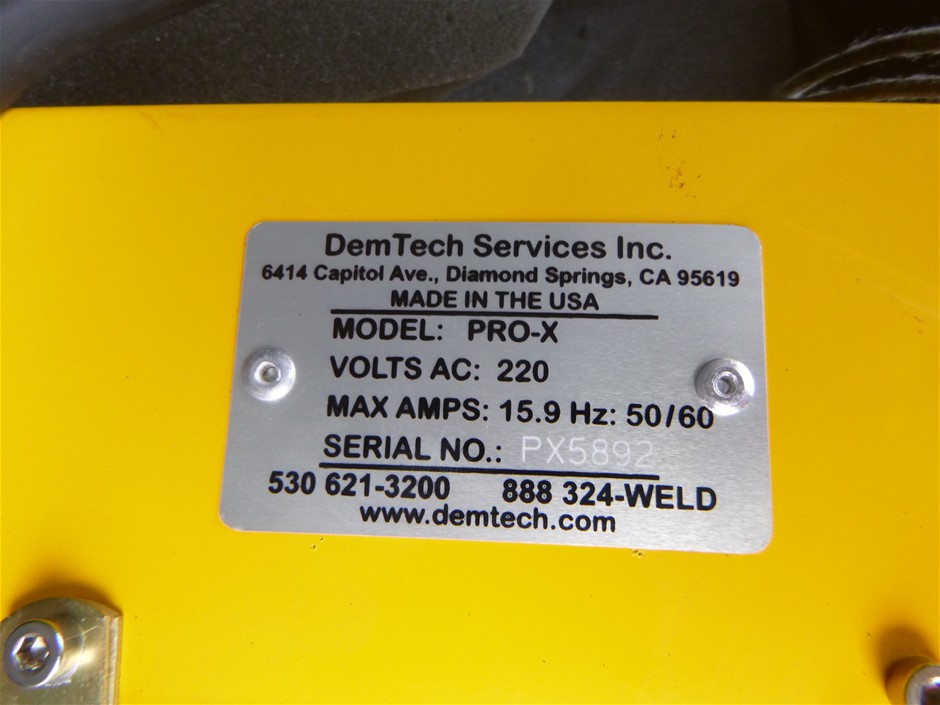 DemTech Services Inc.
6414 Capitol Ave., Diamond Springs, CA 95619
MADE IN THE USA
MODEL: PRO-X
VOLTS AC: 220
MAX AMPS: 15.9 Hz: 50/60
SERIAL NO.: PX5892
530 621-3200 888 324-WELD
www.demtech.com